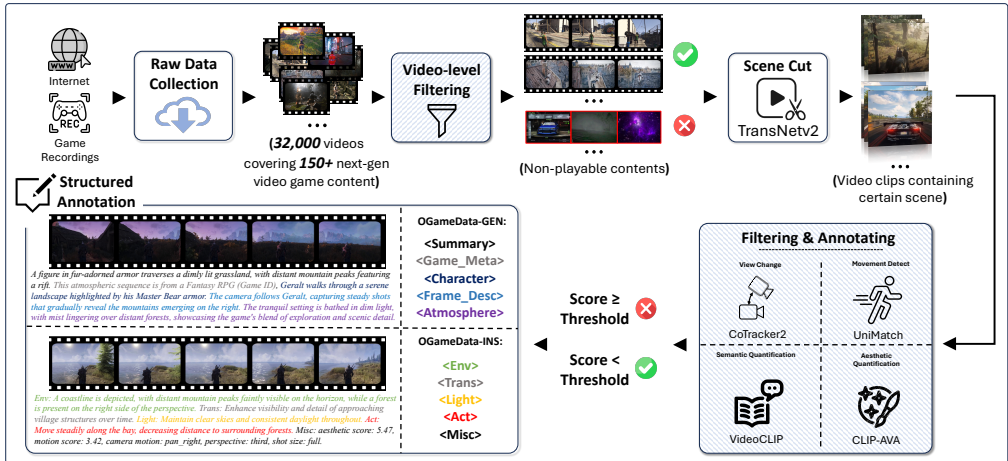 WWW
Internet
REC
Game
Recordings
Raw Data
Collection
...
(32,000 videos
covering 150+ next-gen
video game content)
Video-level
Filtering
...
...
(Non-playable contents)
Scene Cut
TransNetv2
...
(Video clips containing
certain scene)
Structured
Annotation
A figure in fur-adorned armor traverses a dimly lit grassland, with distant mountain peaks featuring
a rift. This atmospheric sequence is from a Fantasy RPG (Game ID), Geralt walks through a serene
landscape highlighted by his Master Bear armor. The camera follows Geralt, capturing steady shots
that gradually reveal the mountains emerging on the right. The tranquil setting is bathed in dim light,
with mist lingering over distant forests, showcasing the game's blend of exploration and scenic detail.
Env: A coastline is depicted, with distant mountain peaks faintly visible on the horizon, while a forest
is present on the right side of the perspective. Trans: Enhance visibility and detail of approaching
village structures over time. Light: Maintain clear skies and consistent daylight throughout. Act:
Move steadily along the bay, decreasing distance to surrounding forests. Misc: aesthetic score: 5.47,
motion score: 3.42, camera motion: pan_right, perspective: third, shot size: full.
OGameData-GEN:
<Summary>
<Game_Meta>
<Character>
<Frame_Desc>
<Atmosphere>
OGameData-INS:
<Env>
<Trans>
<Light>
<Act>
<Misc>
Score ≥
Threshold
Score <
Threshold
Filtering & Annotating
View Change
CoTracker2
Movement Detect
UniMatch
Semantic Quantification
VideoCLIP
Aesthetic
Quantification
CLIP-AVA